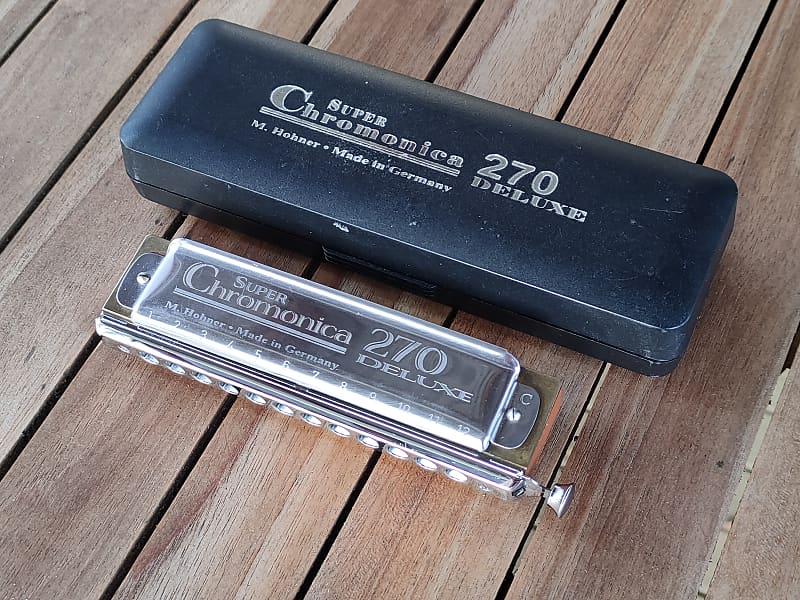 SUPER
Chromonica 270
M. Hohner • Made in Germany DELUXE
SUPER
Chromonica 270
M. Hohner • Made in Germany DELUXE
1 2 3 4 5 6 7 8 9 10 11 12
C